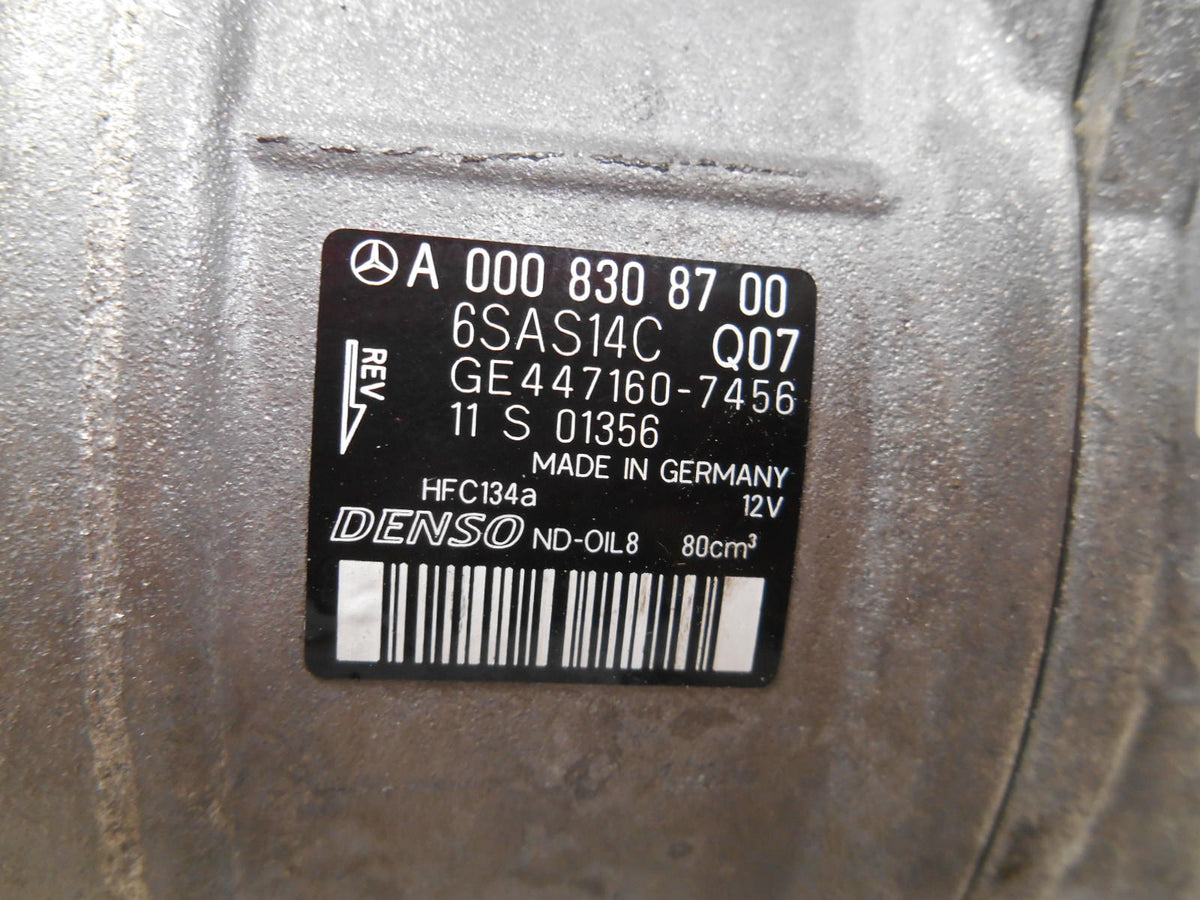 A 000 830 87 00
6SAS14C Q07
REV
GE447160-7456
11 S 01356
MADE IN GERMANY
HFC134a 12V
DENSO ND-OIL8 80cm³